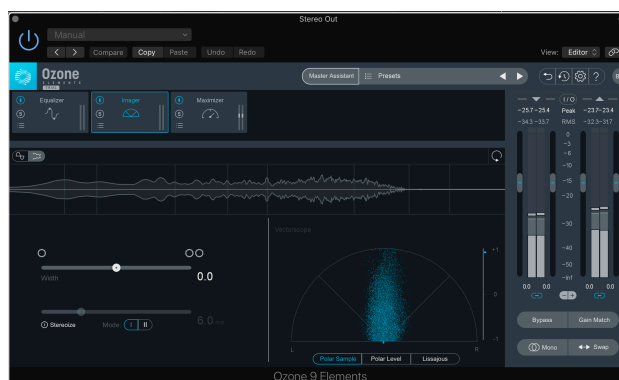 Stereo Out
Manual
Compare Copy Paste Undo Redo
View: Editor
Ozone
ELEMENTS
TRIAL
Master Assistant Presets
?
Equalizer
Imager
Maximizer
S
S
S
I/O
-25.7 -25.4 Peak -23.7 -23.4
-34.3 -33.7 RMS -32.3 -31.7
0
-3
-6
-10
-15
-20
-30
-40
-50
-Inf
0.0 0.0 0.0 0.0
Vectorscope
Width
0.0
Stereoize Mode: I II
6.0 ms
+1
0
-1
L R
Polar Sample Polar Level Lissajous
Bypass Gain Match
Mono Swap
Ozone 9 Elements